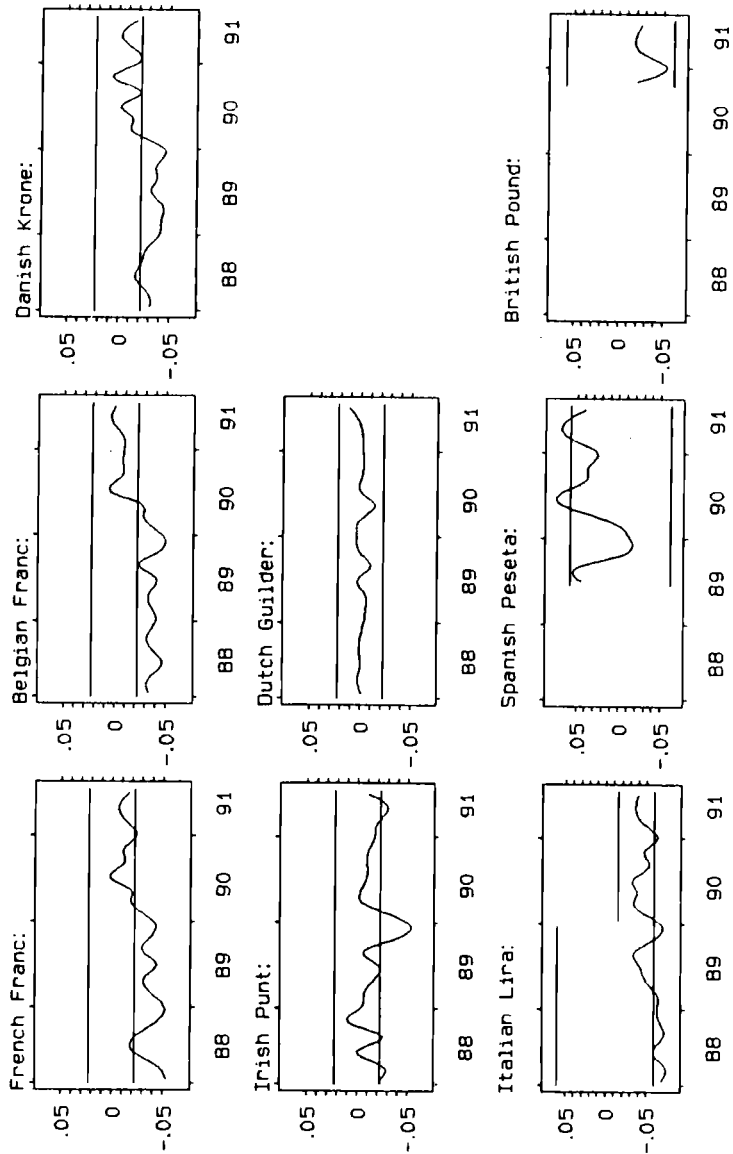 French Franc: Belgian Franc: Danish Krone:
.05 .05 .05
0 0 0
-.05 -.05 -.05
88 89 90 91 88 89 90 91 88 89 90 91
Irish Punt: Dutch Guilder:
.05 .05
0 0
-.05 -.05
88 89 90 91 88 89 90 91
Italian Lira: Spanish Peseta: British Pound:
.05 .05 .05
0 0 0
-.05 -.05 -.05
88 89 90 91 88 89 90 91 88 89 90 91